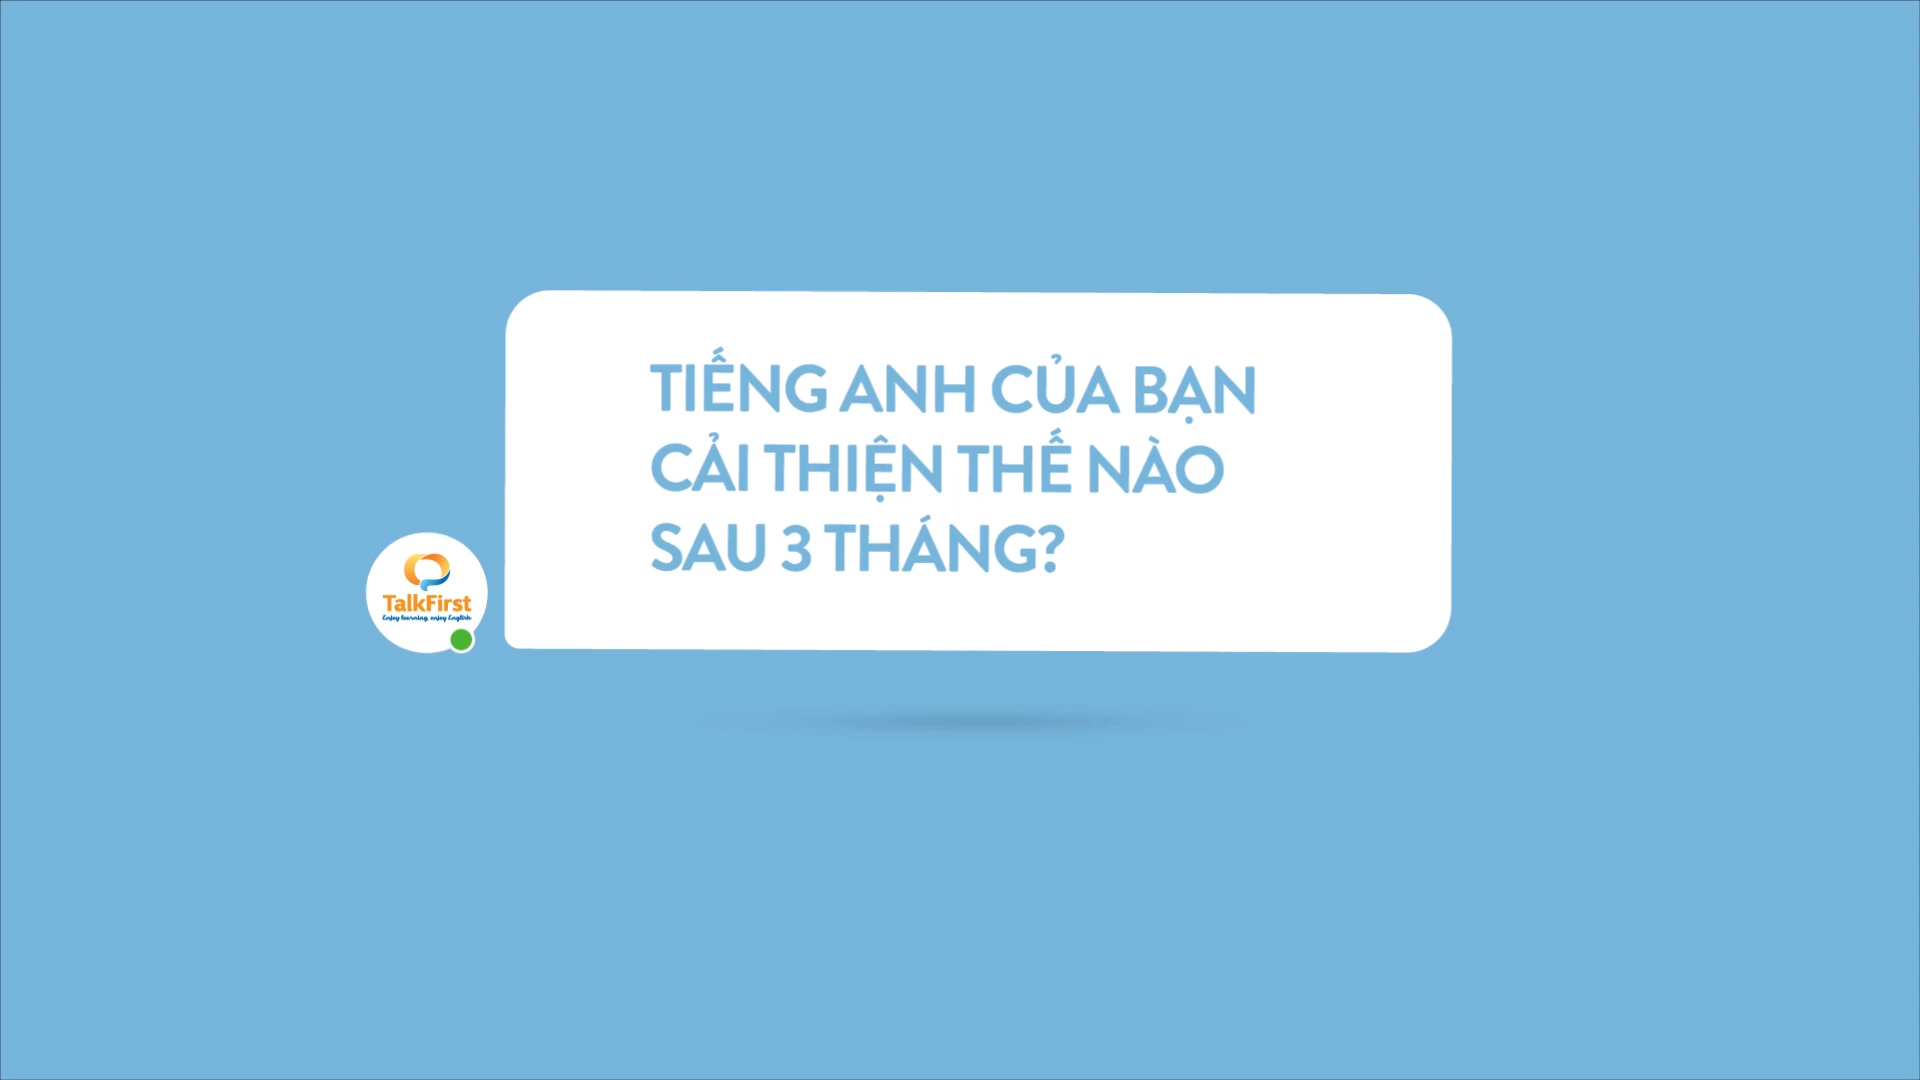 TIẾNG ANH CỦA BẠN
CẢI THIỆN THẾ NÀO
SAU 3 THÁNG?
TalkFirst
Enjoy learning, enjoy English